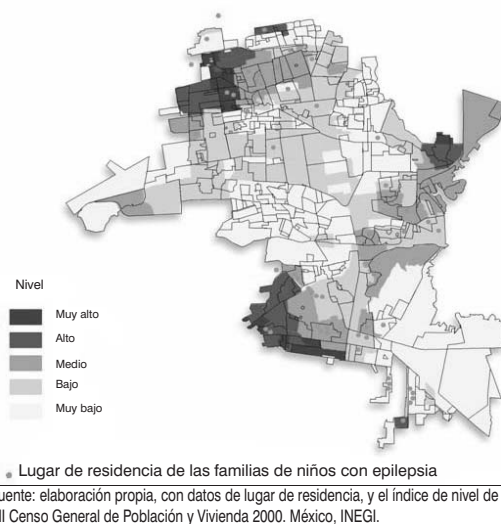 Nivel
Muy alto
Alto
Medio
Bajo
Muy bajo
Lugar de residencia de las familias de niños con epilepsia
uente: elaboración propia, con datos de lugar de residencia, y el índice de nivel de
II Censo General de Población y Vivienda 2000. México, INEGI.